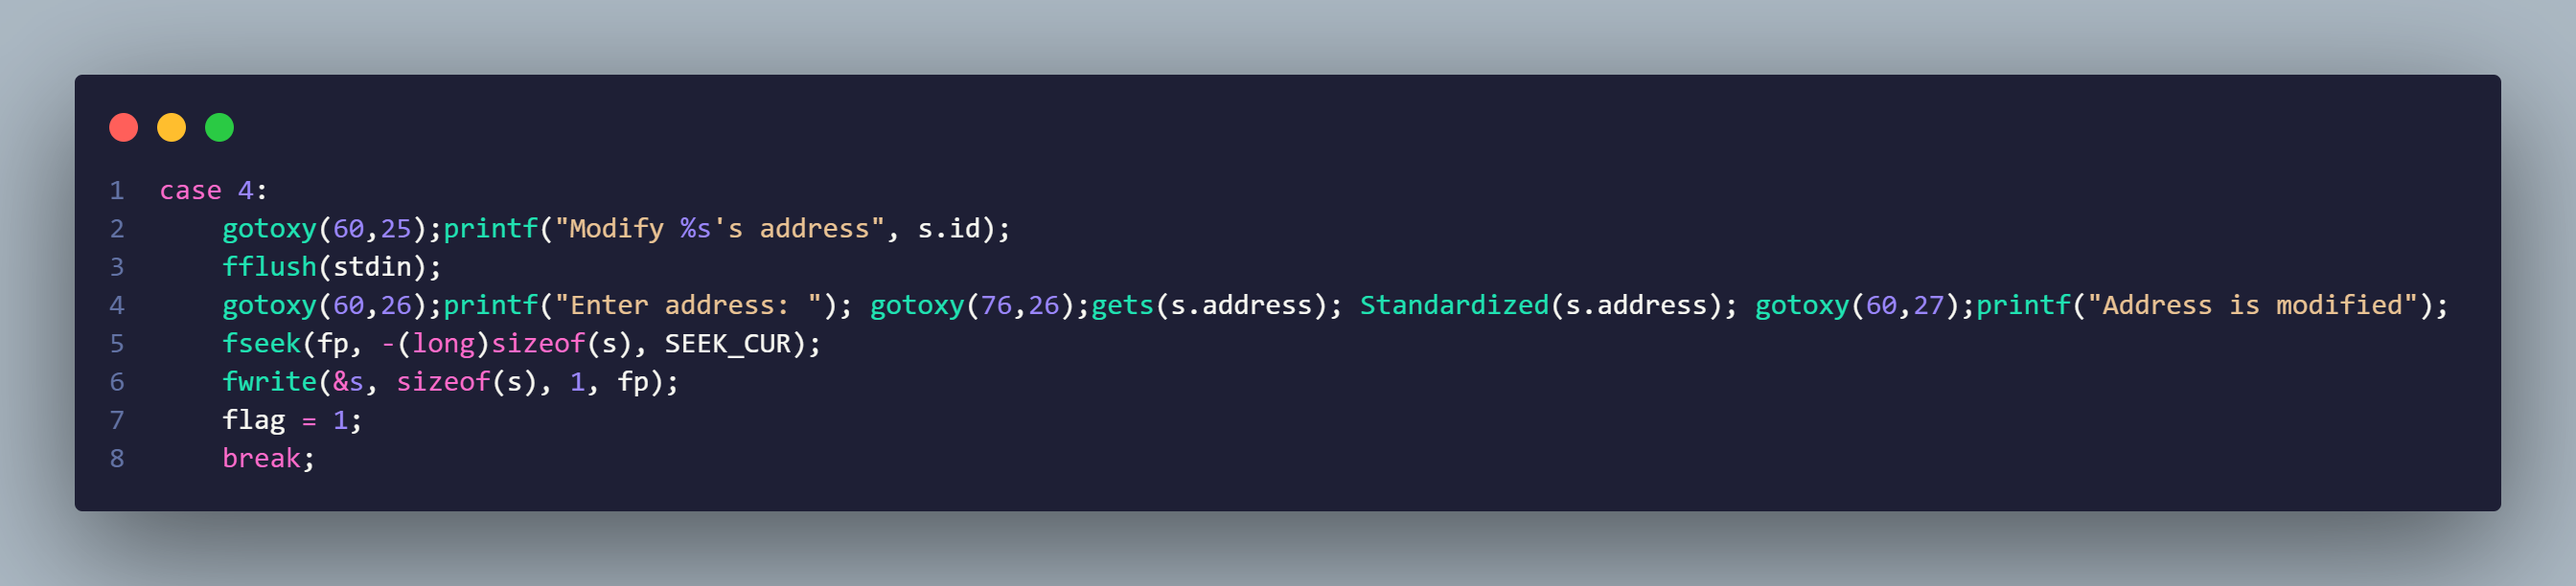 1 case 4:
2     gotoxy(60,25);printf("Modify %s's address", s.id);
3     fflush(stdin);
4     gotoxy(60,26);printf("Enter address: "); gotoxy(76,26);gets(s.address); Standardized(s.address); gotoxy(60,27);printf("Address is modified");
5     fseek(fp, -(long)sizeof(s), SEEK_CUR);
6     fwrite(&s, sizeof(s), 1, fp);
7     flag = 1;
8     break;